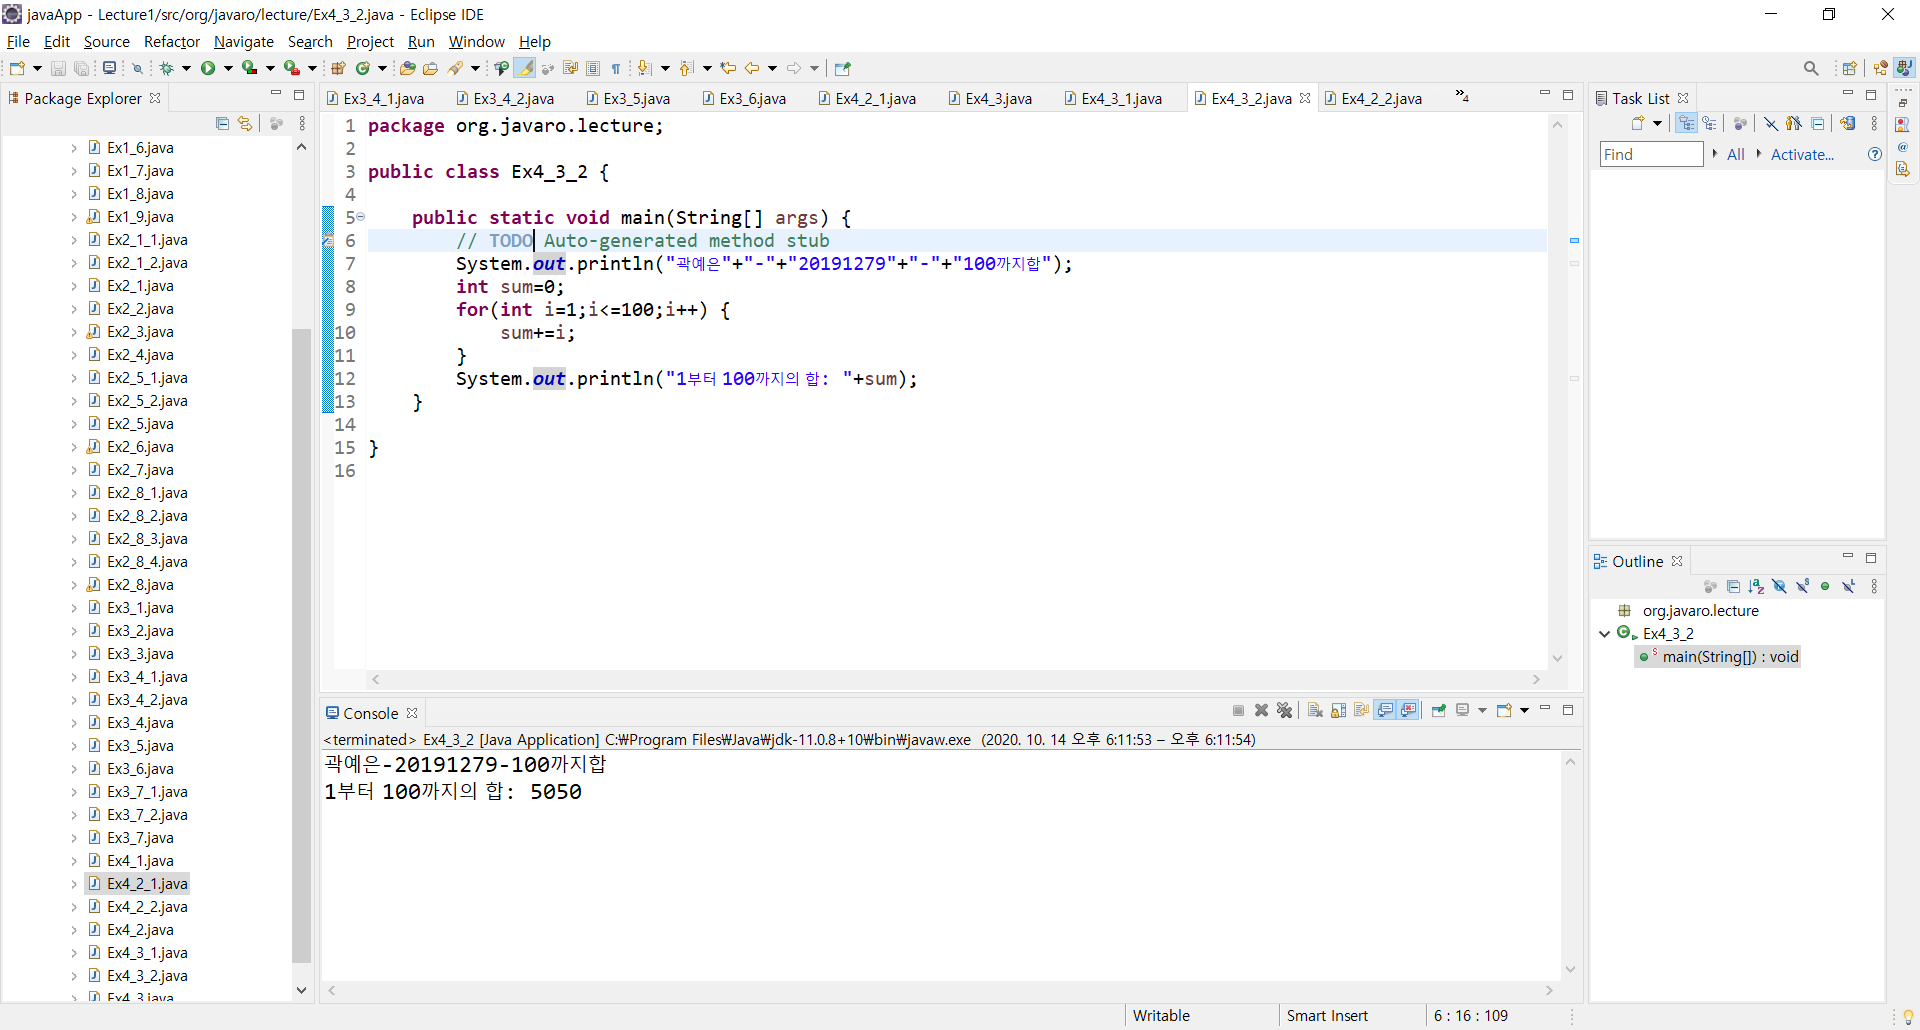 javaApp - Lecture1/src/org/javaro/lecture/Ex4_3_2.java - Eclipse IDE
File Edit Source Refactor Navigate Search Project Run Window Help
Package Explorer
Ex1_6.java
Ex1_7.java
Ex1_8.java
Ex1_9.java
Ex2_1_1.java
Ex2_1_2.java
Ex2_1.java
Ex2_2.java
Ex2_3.java
Ex2_4.java
Ex2_5_1.java
Ex2_5_2.java
Ex2_5.java
Ex2_6.java
Ex2_7.java
Ex2_8_1.java
Ex2_8_2.java
Ex2_8_3.java
Ex2_8_4.java
Ex2_8.java
Ex3_1.java
Ex3_2.java
Ex3_3.java
Ex3_4_1.java
Ex3_4_2.java
Ex3_4.java
Ex3_5.java
Ex3_6.java
Ex3_7_1.java
Ex3_7_2.java
Ex3_7.java
Ex4_1.java
Ex4_2_1.java
Ex4_2_2.java
Ex4_2.java
Ex4_3_1.java
Ex4_3_2.java
Ex4_3.java
Ex3_4_1.java Ex3_4_2.java Ex3_5.java Ex3_6.java Ex4_2_1.java Ex4_3.java Ex4_3_1.java Ex4_3_2.java Ex4_2_2.java »4
1 package org.javaro.lecture;
2
3 public class Ex4_3_2 {
4
5 public static void main(String[] args) {
6 // TODO Auto-generated method stub
7 System.out.println("곽예은"+"-"+"20191279"+"-"+"100까지합");
8 int sum=0;
9 for(int i=1;i<=100;i++) {
10 sum+=i;
11 }
12 System.out.println("1부터 100까지의 합: "+sum);
13 }
14
15 }
16
Console
<terminated> Ex4_3_2 [Java Application] C:₩Program Files₩Java₩jdk-11.0.8+10₩bin₩javaw.exe (2020. 10. 14 오후 6:11:53 – 오후 6:11:54)
곽예은-20191279-100까지합
1부터 100까지의 합: 5050
Task List
Find All Activate...
Outline
org.javaro.lecture
Ex4_3_2
main(String[]) : void
Writable Smart Insert 6 : 16 : 109